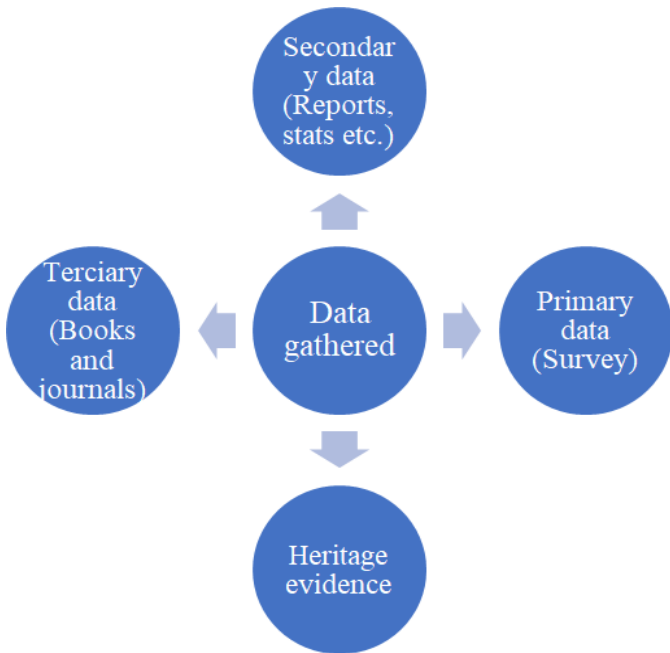 Secondar
y data
(Reports,
stats etc.)
Terciary
data
(Books
and
journals)
Data
gathered
Primary
data
(Survey)
Heritage
evidence